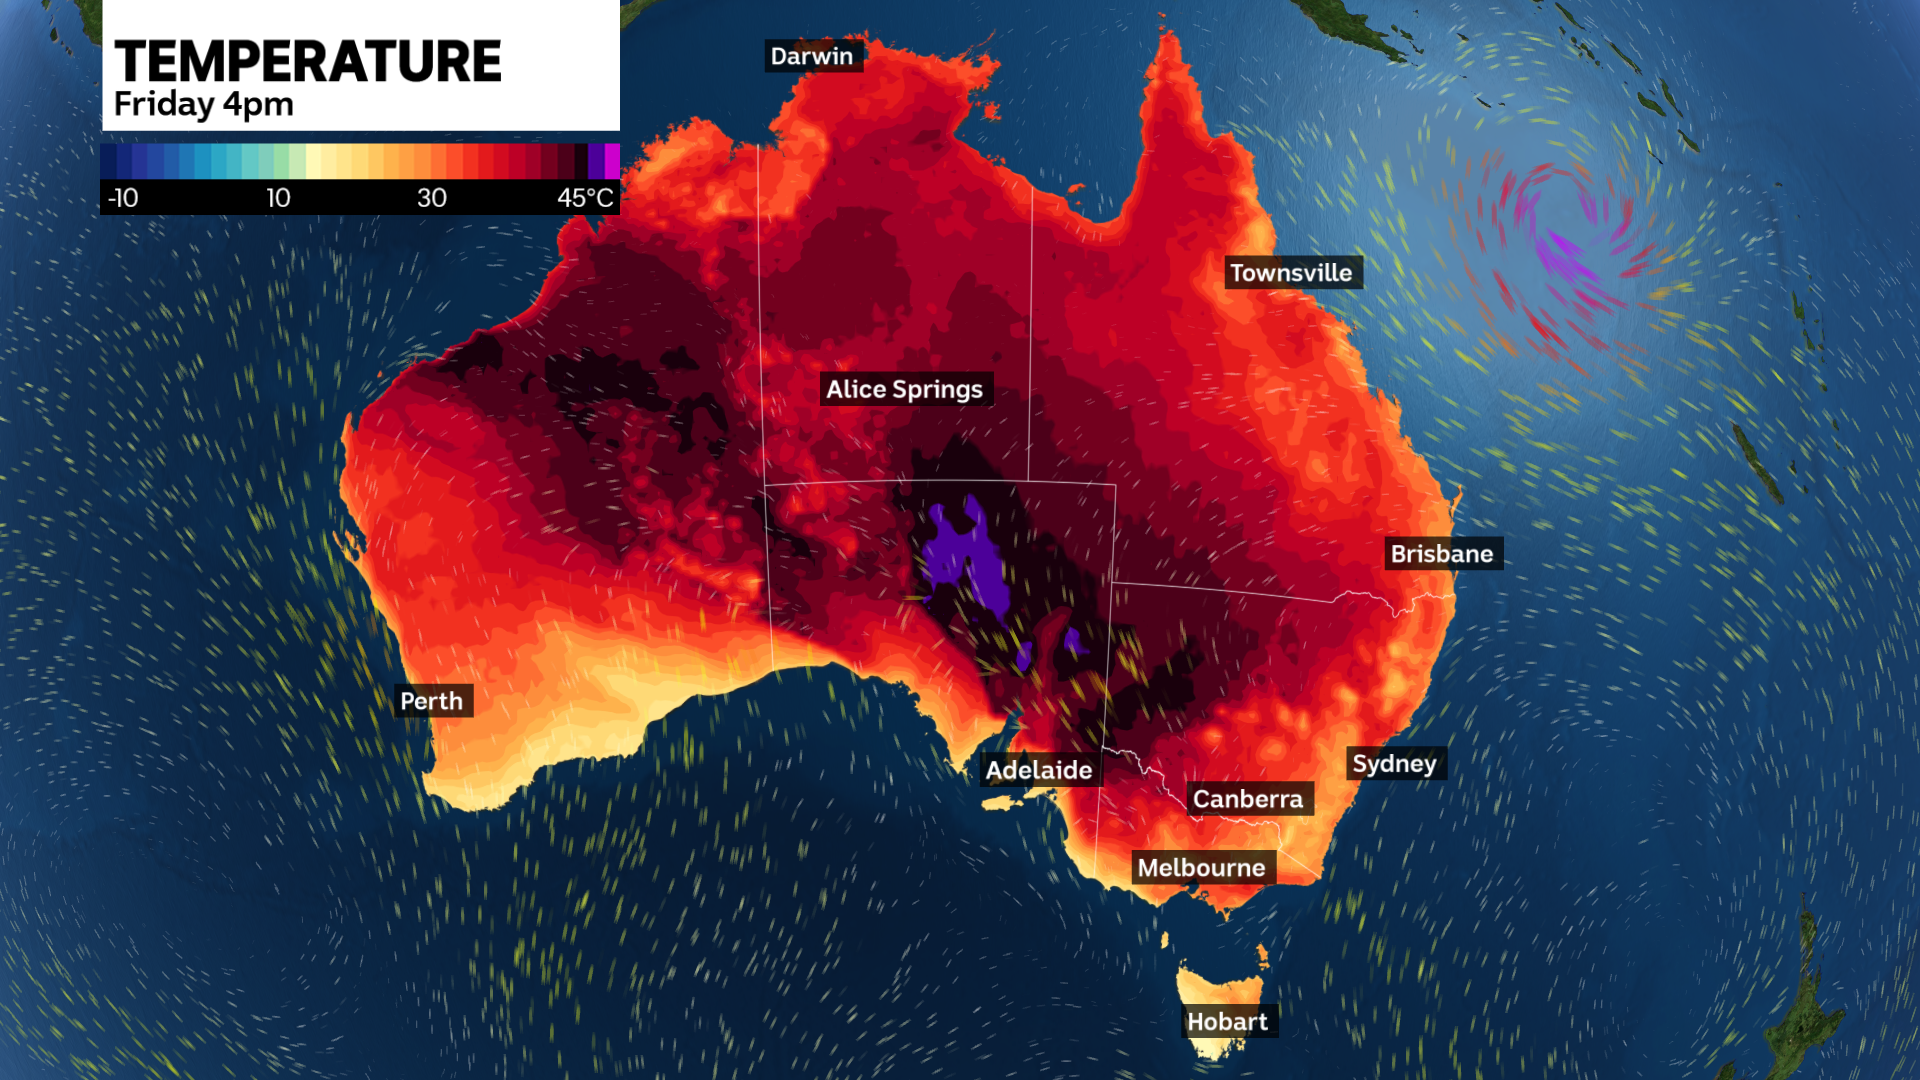 TEMPERATURE
Friday 4pm
-10 10 30 45°C
Darwin
Townsville
Alice Springs
Brisbane
Perth
Sydney
Adelaide
Canberra
Melbourne
Hobart